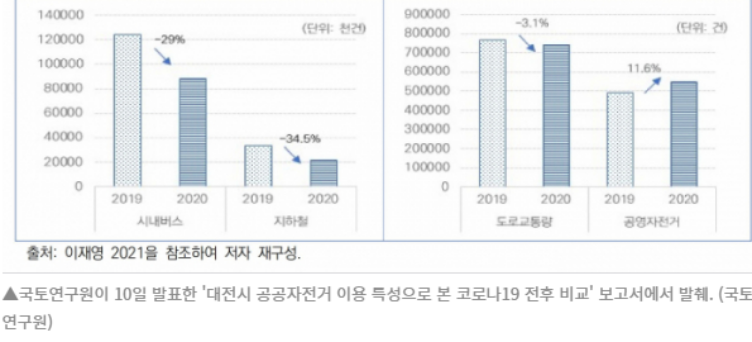 140000
120000
100000
80000
60000
40000
20000
0
(단위: 천건)
-29%
-34.5%
2019 2020 2019 2020
시내버스 지하철
900000
800000
700000
600000
500000
400000
300000
200000
100000
0
(단위: 건)
-3.1%
11.6%
2019 2020 2019 2020
도로교통량 공영자전거
출처: 이재영 2021을 참조하여 저자 재구성.
▲국토연구원이 10일 발표한 '대전시 공공자전거 이용 특성으로 본 코로나19 전후 비교' 보고서에서 발췌. (국토
연구원)